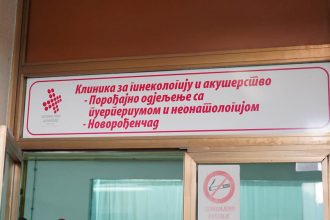 Клиника за гинекологију и акушерство
- Порођајно одјељење са
пуерперијумом и неонатологијом
- Новорођенчад